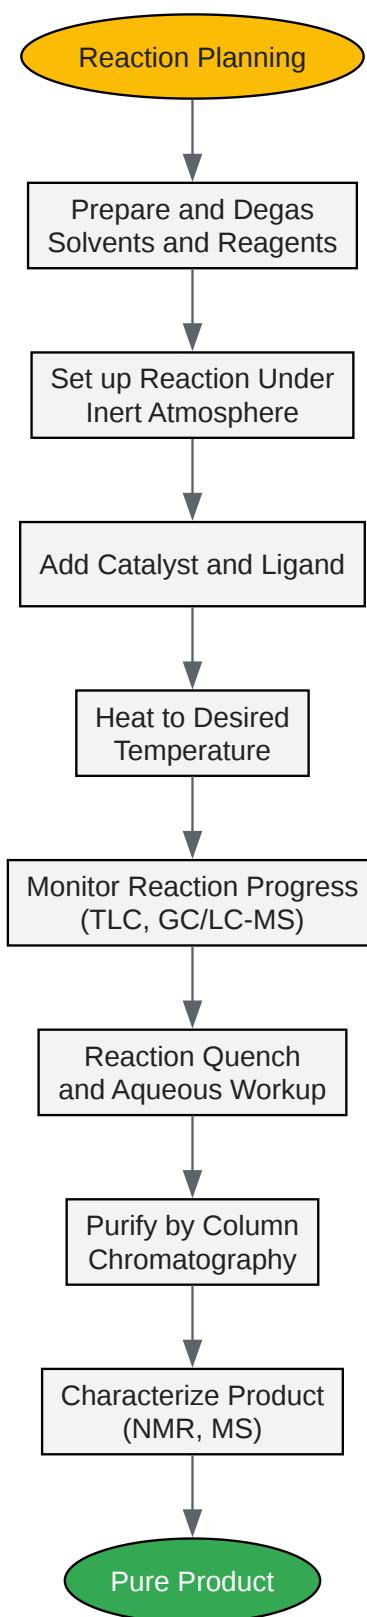 Reaction Planning
Prepare and Degas
Solvents and Reagents
Set up Reaction Under
Inert Atmosphere
Add Catalyst and Ligand
Heat to Desired
Temperature
Monitor Reaction Progress
(TLC, GC/LC-MS)
Reaction Quench
and Aqueous Workup
Purify by Column
Chromatography
Characterize Product
(NMR, MS)
Pure Product